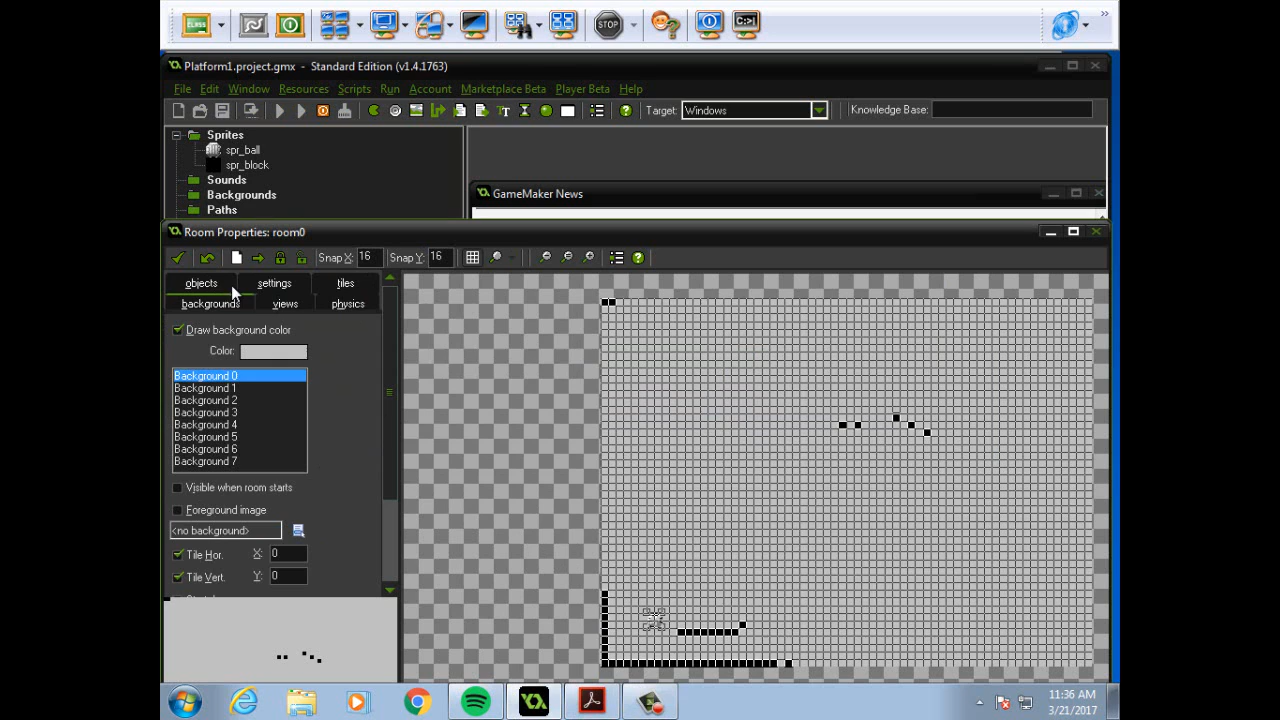 CLASS
STOP
C:\>
Platform1.project.gmx - Standard Edition (v1.4.1763)
File Edit Window Resources Scripts Run Account Marketplace Beta Player Beta Help
Target: Windows Knowledge Base:
Sprites
spr_ball
spr_block
Sounds
Backgrounds
Paths
GameMaker News
Room Properties: room0
Snap X: 16 Snap Y: 16
objects settings tiles
backgrounds views physics
Draw background color
Color:
Background 0
Background 1
Background 2
Background 3
Background 4
Background 5
Background 6
Background 7
Visible when room starts
Foreground image
<no background>
Tile Hor. X: 0
Tile Vert. Y: 0
11:36 AM
3/21/2017